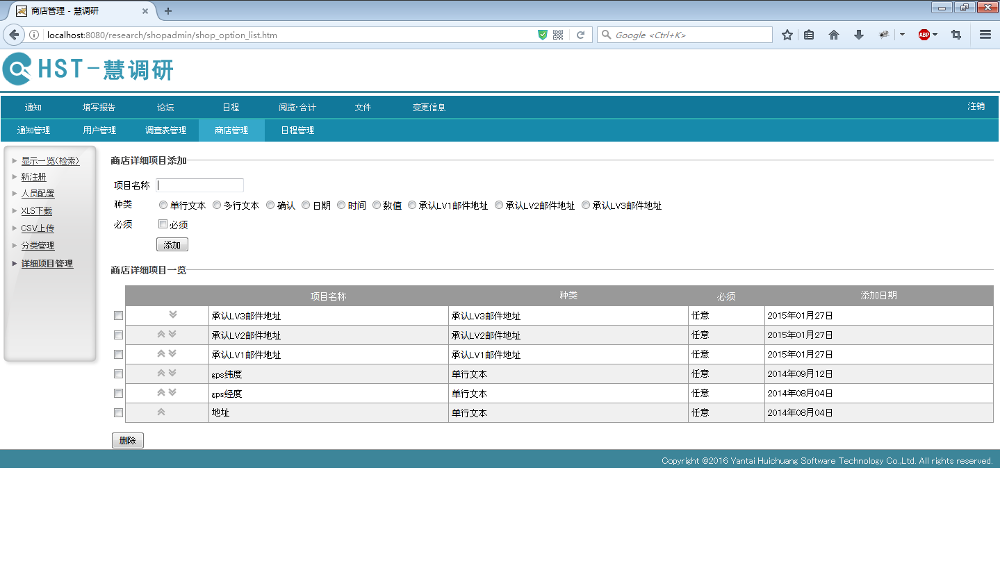 商店管理 - 慧调研
localhost:8080/research/shopadmin/shop_option_list.htm
Google <Ctrl+K>
ABP
HST-慧调研
通知 填写报告 论坛 日程 阅览·合计 文件 变更信息 注销
通知管理 用户管理 调查表管理 商店管理 日程管理
显示一览(检索)
新注册
人员配置
XLS下载
CSV上传
分类管理
详细项目管理
商店详细项目添加
项目名称
种类 单行文本 多行文本 确认 日期 时间 数值 承认LV1邮件地址 承认LV2邮件地址 承认LV3邮件地址
必须 必须
添加
商店详细项目一览
项目名称 种类 必须 添加日期
承认LV3邮件地址 承认LV3邮件地址 任意 2015年01月27日
承认LV2邮件地址 承认LV2邮件地址 任意 2015年01月27日
承认LV1邮件地址 承认LV1邮件地址 任意 2015年01月27日
gps纬度 单行文本 任意 2014年09月12日
gps经度 单行文本 任意 2014年08月04日
地址 单行文本 任意 2014年08月04日
删除
Copyright ©2016 Yantai Huichuang Software Technology Co.,Ltd. All rights reserved.